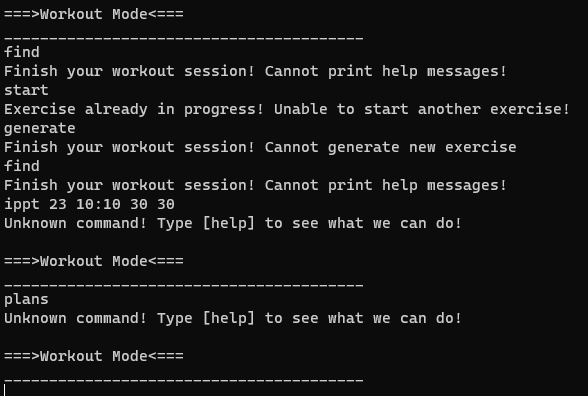 ===>Workout Mode<===
________________________________________
find
Finish your workout session! Cannot print help messages!
start
Exercise already in progress! Unable to start another exercise!
generate
Finish your workout session! Cannot generate new exercise
find
Finish your workout session! Cannot print help messages!
ippt 23 10:10 30 30
Unknown command! Type [help] to see what we can do!
===>Workout Mode<===
________________________________________
plans
Unknown command! Type [help] to see what we can do!
===>Workout Mode<===
________________________________________